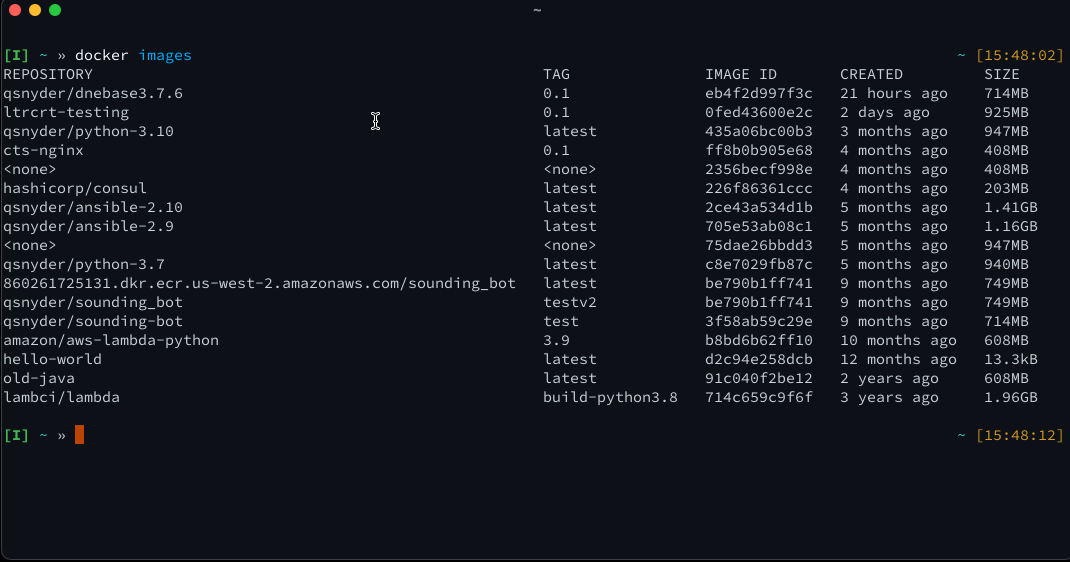 ~
[I] ~ » docker images ~ [15:48:02]
REPOSITORY TAG IMAGE ID CREATED SIZE
qsnyder/dnebase3.7.6 0.1 eb4f2d997f3c 21 hours ago 714MB
ltrcrt-testing 0.1 0fed43600e2c 2 days ago 925MB
qsnyder/python-3.10 latest 435a06bc00b3 3 months ago 947MB
cts-nginx 0.1 ff8b0b905e68 4 months ago 408MB
<none> <none> 2356becf998e 4 months ago 408MB
hashicorp/consul latest 226f86361ccc 4 months ago 203MB
qsnyder/ansible-2.10 latest 2ce43a534d1b 5 months ago 1.41GB
qsnyder/ansible-2.9 latest 705e53ab08c1 5 months ago 1.16GB
<none> <none> 75dae26bbdd3 5 months ago 947MB
qsnyder/python-3.7 latest c8e7029fb87c 5 months ago 940MB
860261725131.dkr.ecr.us-west-2.amazonaws.com/sounding_bot latest be790b1ff741 9 months ago 749MB
qsnyder/sounding_bot testv2 be790b1ff741 9 months ago 749MB
qsnyder/sounding-bot test 3f58ab59c29e 9 months ago 714MB
amazon/aws-lambda-python 3.9 b8bd6b62ff10 10 months ago 608MB
hello-world latest d2c94e258dcb 12 months ago 13.3kB
old-java latest 91c040f2be12 2 years ago 608MB
lambci/lambda build-python3.8 714c659c9f6f 3 years ago 1.96GB
[I] ~ » ~ [15:48:12]